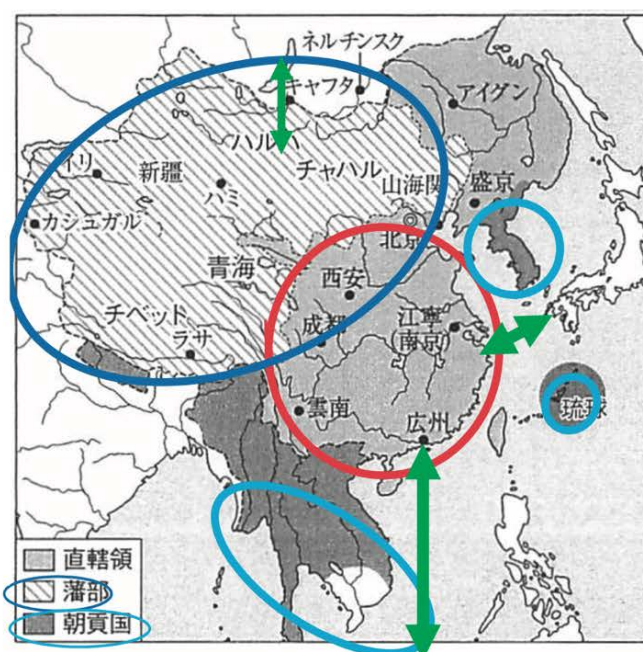 ネルチンスク
キャフタ
アイグン
ハルハ
チャハル
イリ
新疆
ハミ
山海関
盛京
カシュガル
北京
青海
西安
チベット
ラサ
成都
江寧
(南京)
雲南
広州
琉球
直轄領
藩部
朝貢国